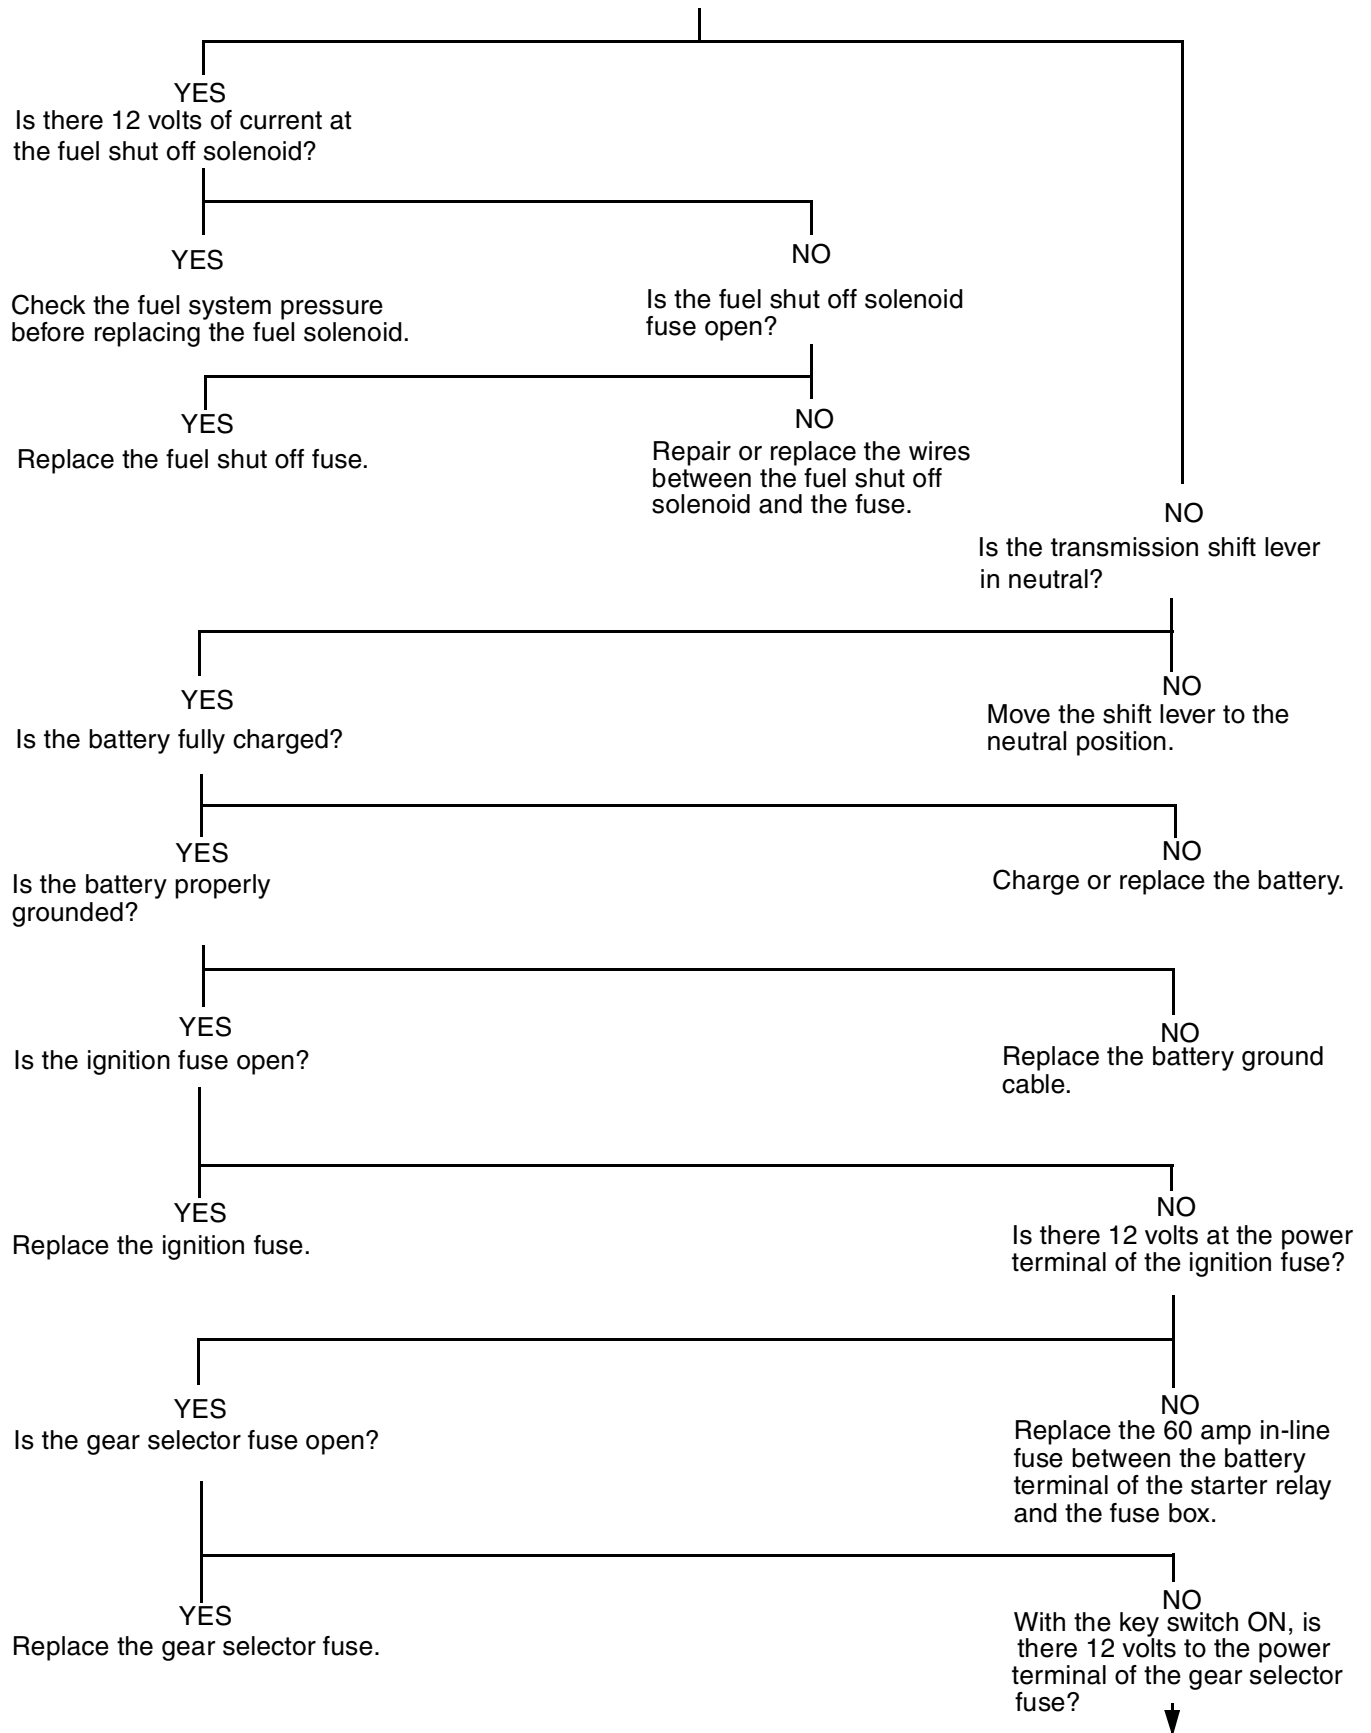 YES
Is there 12 volts of current at
the fuel shut off solenoid?
YES
Check the fuel system pressure
before replacing the fuel solenoid.
NO
Is the fuel shut off solenoid
fuse open?
YES
Replace the fuel shut off fuse.
NO
Repair or replace the wires
between the fuel shut off
solenoid and the fuse.
NO
Is the transmission shift lever
in neutral?
YES
Is the battery fully charged?
NO
Move the shift lever to the
neutral position.
YES
Is the battery properly
grounded?
NO
Charge or replace the battery.
YES
Is the ignition fuse open?
NO
Replace the battery ground
cable.
YES
Replace the ignition fuse.
NO
Is there 12 volts at the power
terminal of the ignition fuse?
YES
Is the gear selector fuse open?
NO
Replace the 60 amp in-line
fuse between the battery
terminal of the starter relay
and the fuse box.
YES
Replace the gear selector fuse.
NO
With the key switch ON, is
there 12 volts to the power
terminal of the gear selector
fuse?